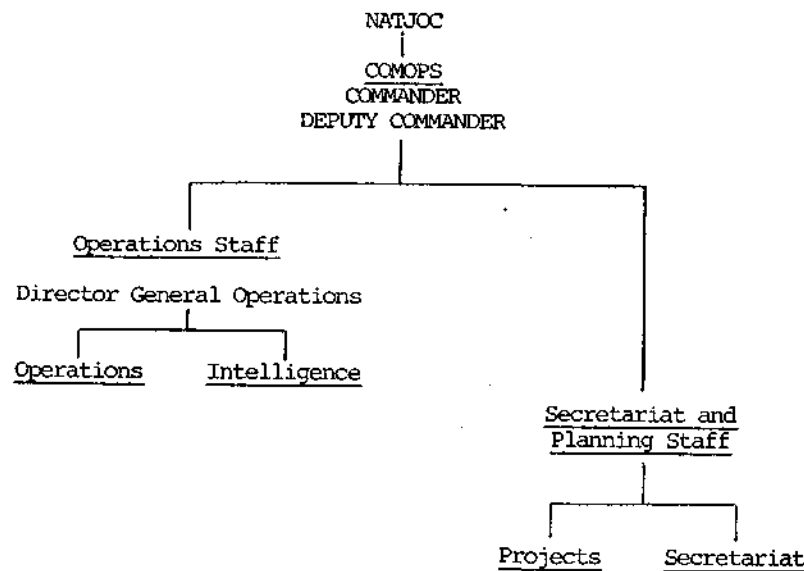 NATJOC
COMOPS
COMMANDER
DEPUTY COMMANDER
Operations Staff
Director General Operations
Operations Intelligence
Secretariat and
Planning Staff
Projects Secretariat